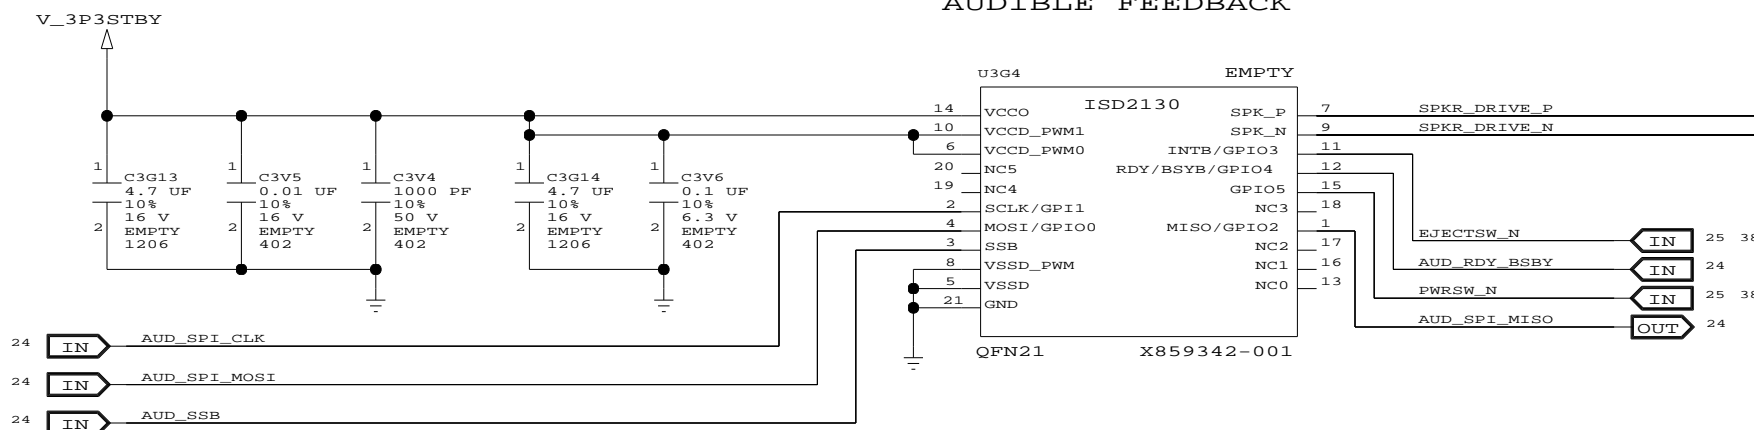 AUDIBLE FEEDBACK
V_3P3STBY
U3G4 EMPTY
ISD2130
14 VCCO SPK_P 7 SPKR_DRIVE_P
10 VCCD_PWM1 SPK_N 9 SPKR_DRIVE_N
6 VCCD_PWM0 INTB/GPIO3 11
20 NC5 RDY/BSYB/GPIO4 12
19 NC4 GPIO5 15
2 SCLK/GPI1 NC3 18
4 MOSI/GPIO0 MISO/GPIO2 1
3 SSB NC2 17
8 VSSD_PWM NC1 16
5 VSSD NC0 13
21 GND
QFN21 X859342-001
1 C3G13
4.7 UF
10%
16 V
2 EMPTY
1206
1 C3V5
0.01 UF
10%
16 V
2 EMPTY
402
1 C3V4
1000 PF
10%
50 V
2 EMPTY
402
1 C3G14
4.7 UF
10%
16 V
2 EMPTY
1206
1 C3V6
0.1 UF
10%
6.3 V
2 EMPTY
402
EJECTSW_N IN 25 38
AUD_RDY_BSBY IN 24
PWRSW_N IN 25 38
AUD_SPI_MISO OUT 24
24 IN AUD_SPI_CLK
24 IN AUD_SPI_MOSI
24 IN AUD_SSB